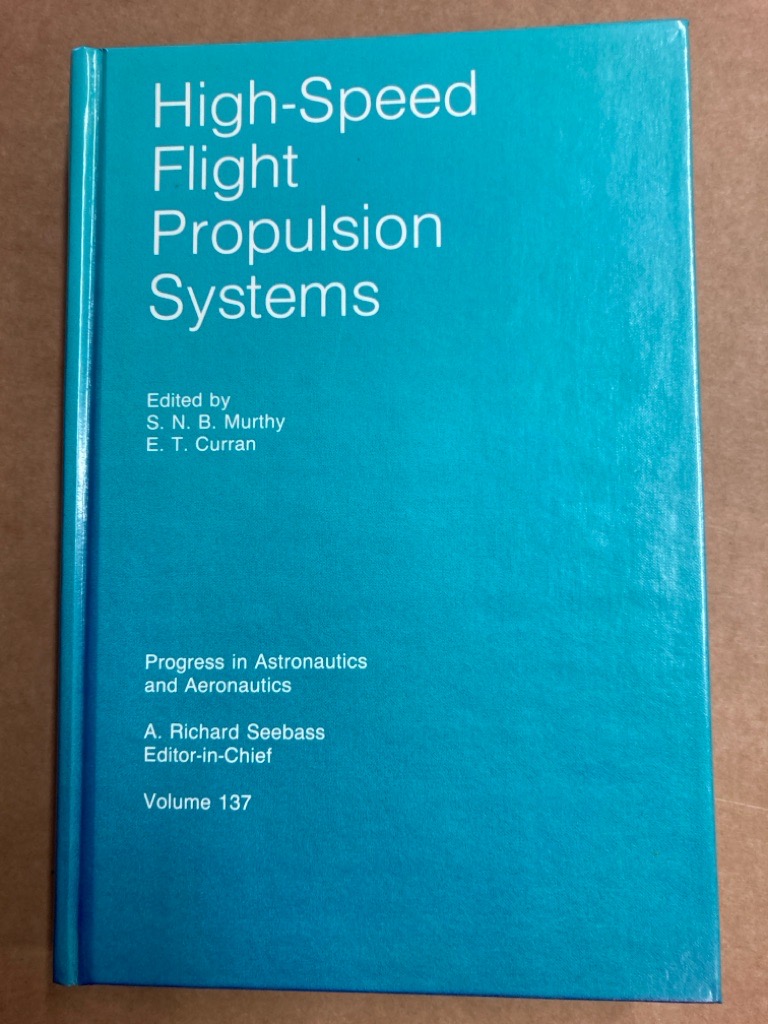 High-Speed
Flight
Propulsion
Systems
Edited by
S. N. B. Murthy
E. T. Curran
Progress in Astronautics
and Aeronautics
A. Richard Seebass
Editor-in-Chief
Volume 137